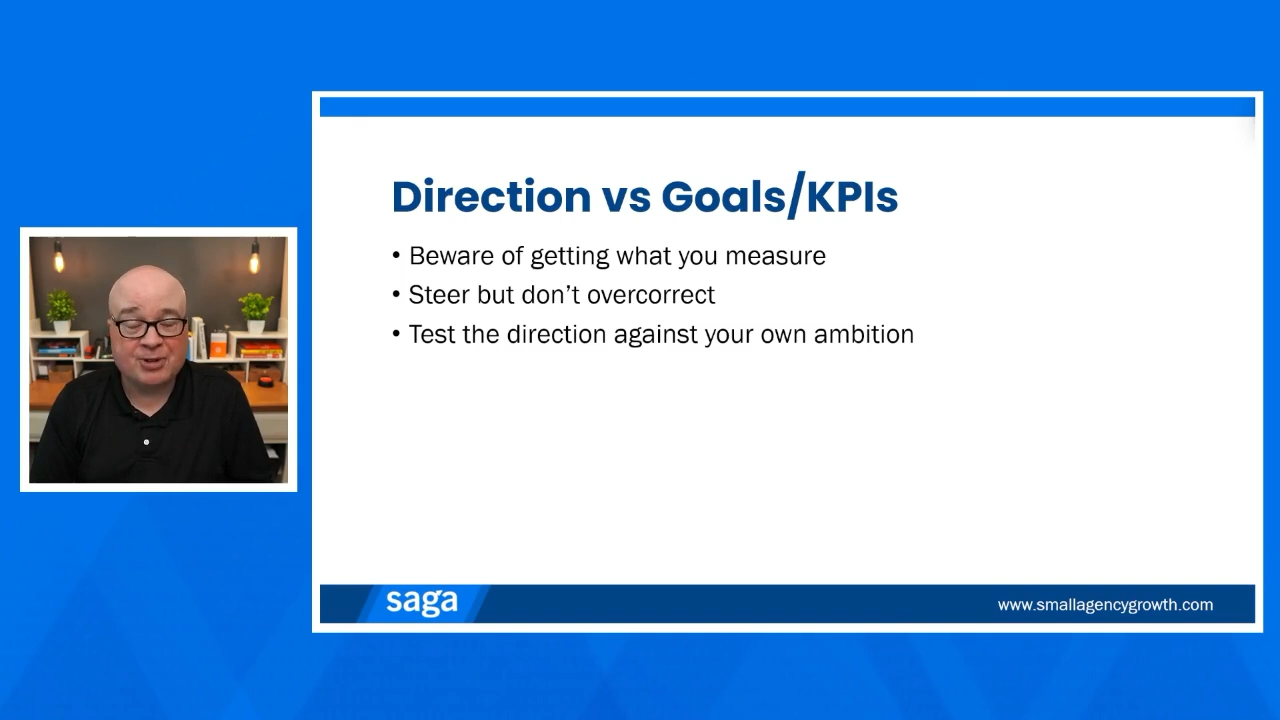 Direction vs Goals/KPIs
• Beware of getting what you measure
• Steer but don’t overcorrect
• Test the direction against your own ambition
saga
www.smallagencygrowth.com